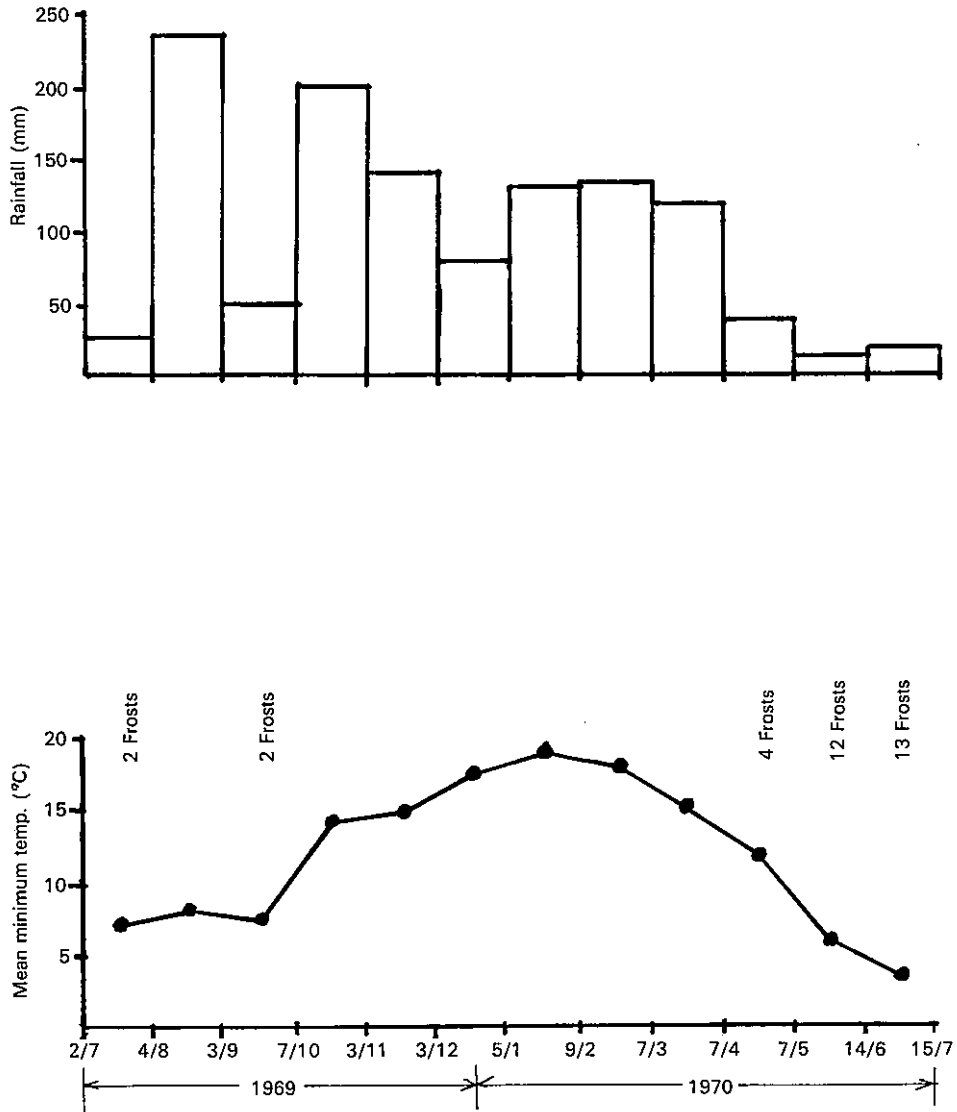 250
200
150
100
50
Rainfall (mm)
2 Frosts
2 Frosts
4 Frosts
12 Frosts
13 Frosts
20
15
10
5
Mean minimum temp. (°C)
2/7 4/8 3/9 7/10 3/11 3/12 5/1 9/2 7/3 7/4 7/5 14/6 15/7
1969 1970